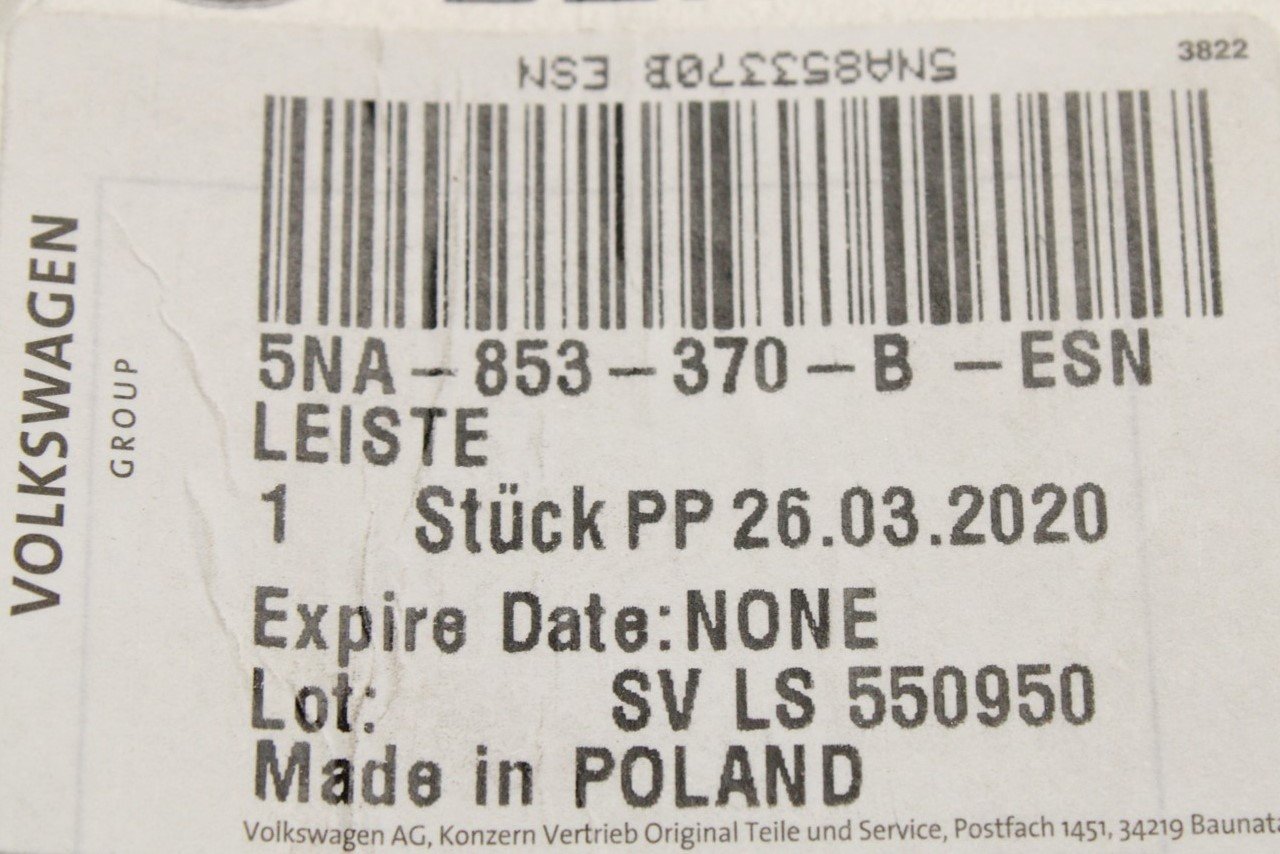 5NA853370B ESN
3822
5NA-853-370-B -ESN
LEISTE
1 Stück PP 26.03.2020
Expire Date:NONE
Lot: SV LS 550950
Made in POLAND
Volkswagen AG, Konzern Vertrieb Original Teile und Service, Postfach 1451, 34219 Baunata
VOLKSWAGEN
GROUP